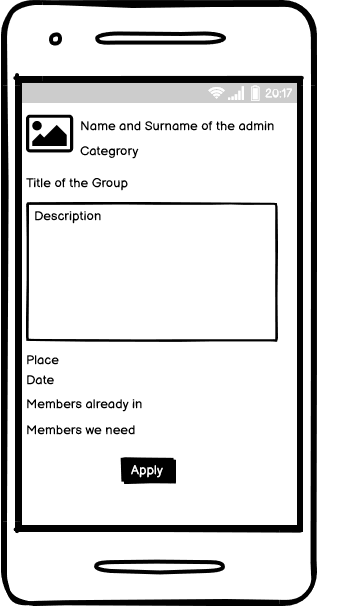 20:17
Name and Surname of the admin
Categrory
Title of the Group
Description
Place
Date
Members already in
Members we need
Apply